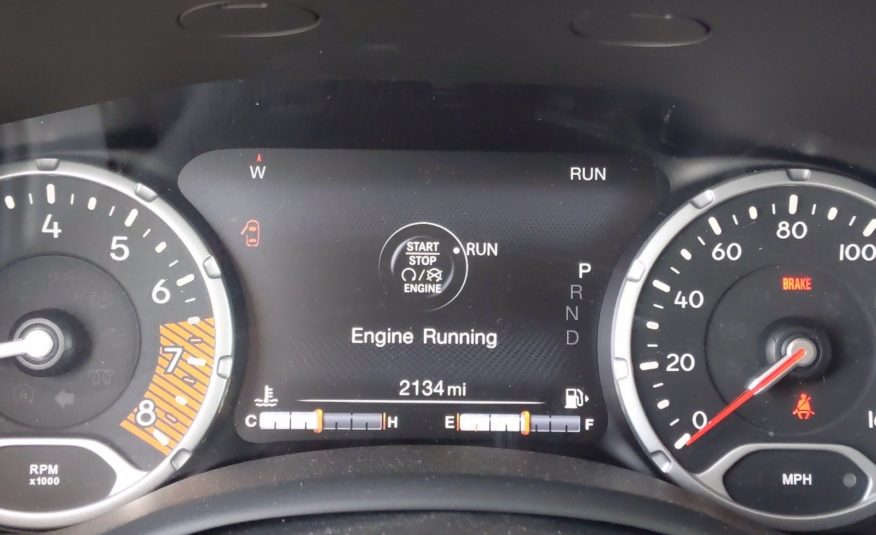 W
RUN
START
STOP
ENGINE
RUN
P
R
N
D
Engine Running
2134 mi
C
H
E
F
4
5
6
7
8
RPM
x1000
0
20
40
60
80
100
BRAKE
MPH